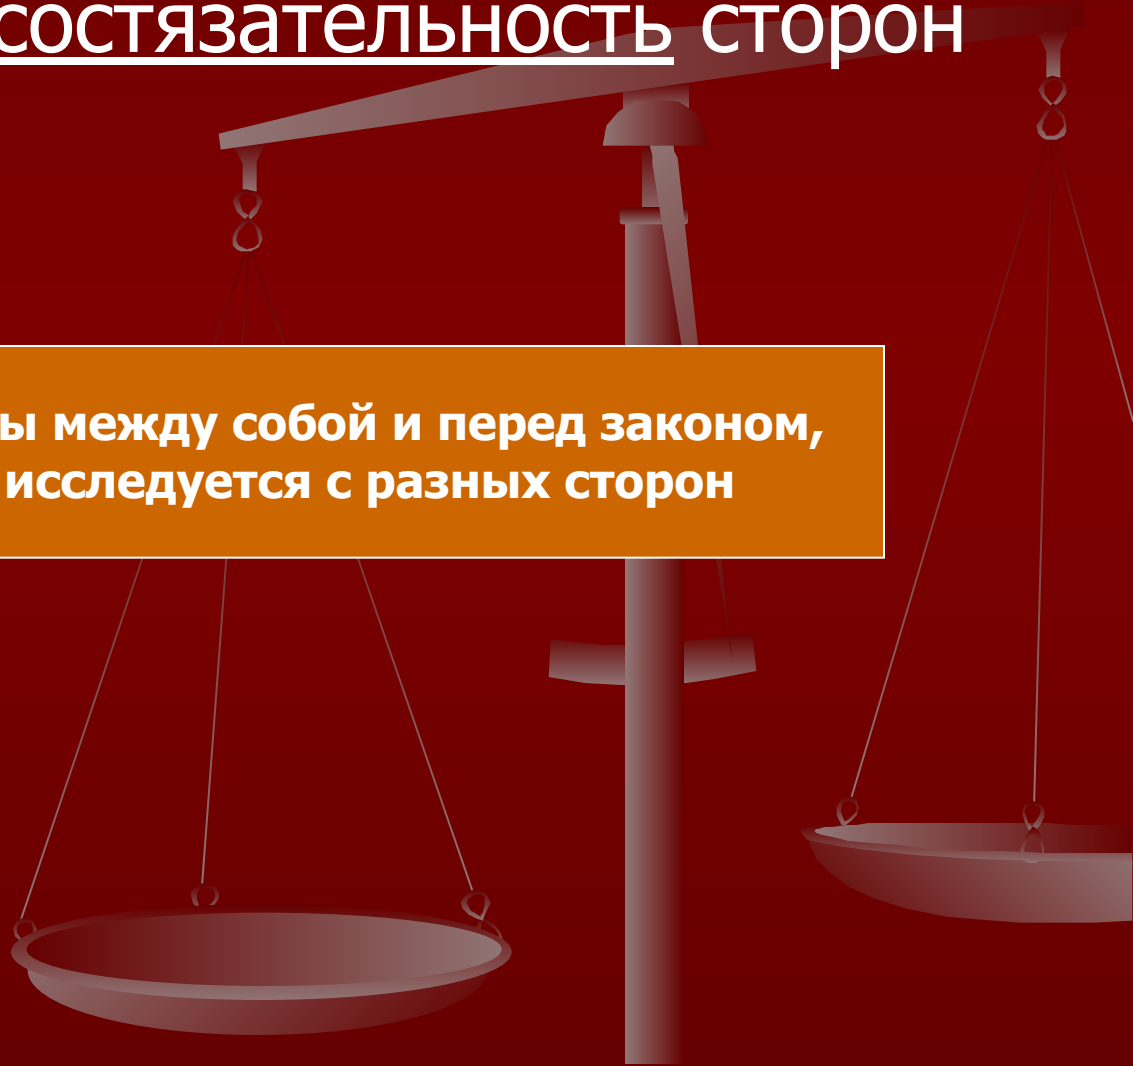 состязательность сторон
ы между собой и перед законом,
исследуется с разных сторон